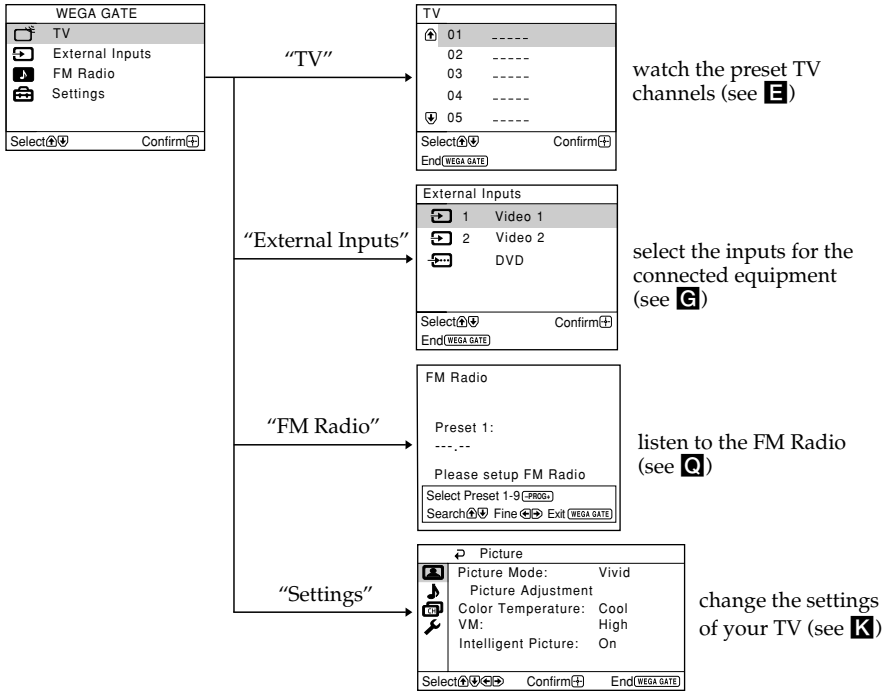 WEGA GATE
TV
External Inputs
FM Radio
Settings
Select Confirm
"TV"
TV
01 -----
02
03 -----
04 -----
05 -----
Select Confirm
End WEGA GATE
watch the preset TV
channels (see E)
"External Inputs"
External Inputs
1 Video 1
2 Video 2
DVD
Select Confirm
End WEGA GATE
select the inputs for the
connected equipment
(see G)
"FM Radio"
FM Radio
Preset 1:
---.--
Please setup FM Radio
Select Preset 1-9 -PROG+
Search Fine Exit WEGA GATE
listen to the FM Radio
(see Q)
"Settings"
Picture
Picture Mode: Vivid
Picture Adjustment
CH Color Temperature: Cool
VM: High
Intelligent Picture: On
Select Confirm End WEGA GATE
change the settings
of your TV (see K)